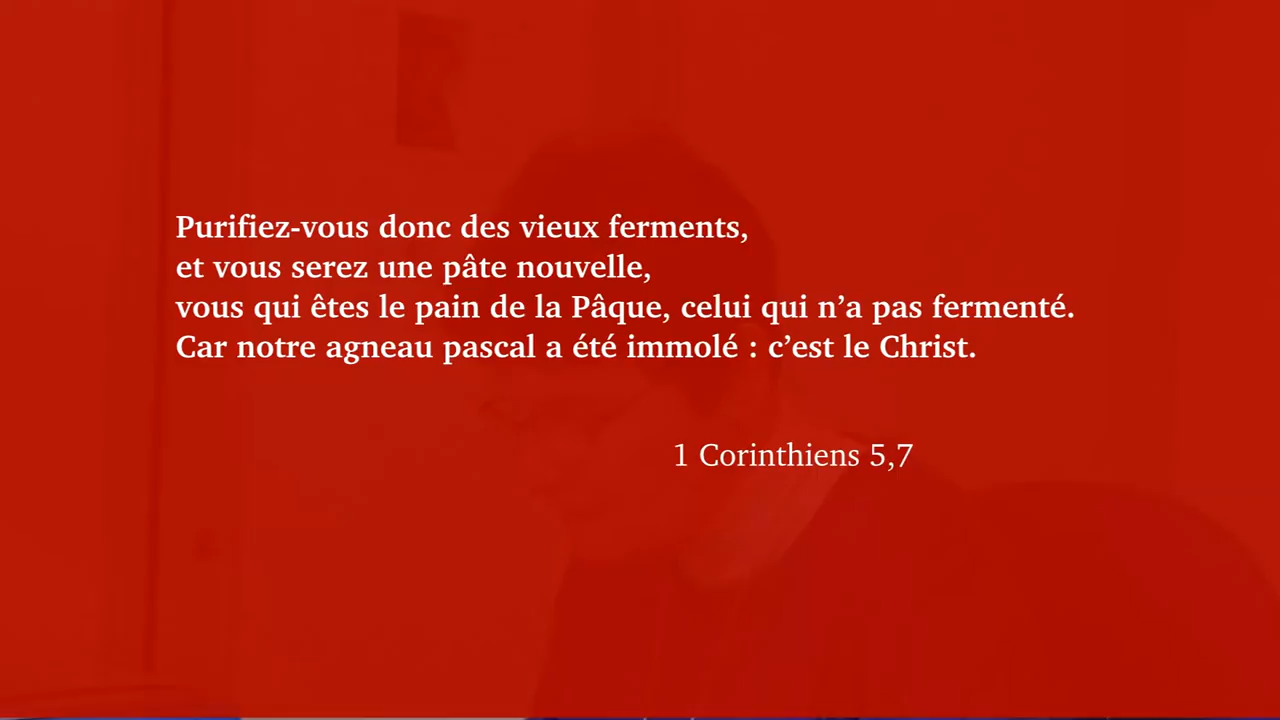 Purifiez-vous donc des vieux ferments,
et vous serez une pâte nouvelle,
vous qui êtes le pain de la Pâque, celui qui n’a pas fermenté.
Car notre agneau pascal a été immolé : c’est le Christ.
1 Corinthiens 5,7